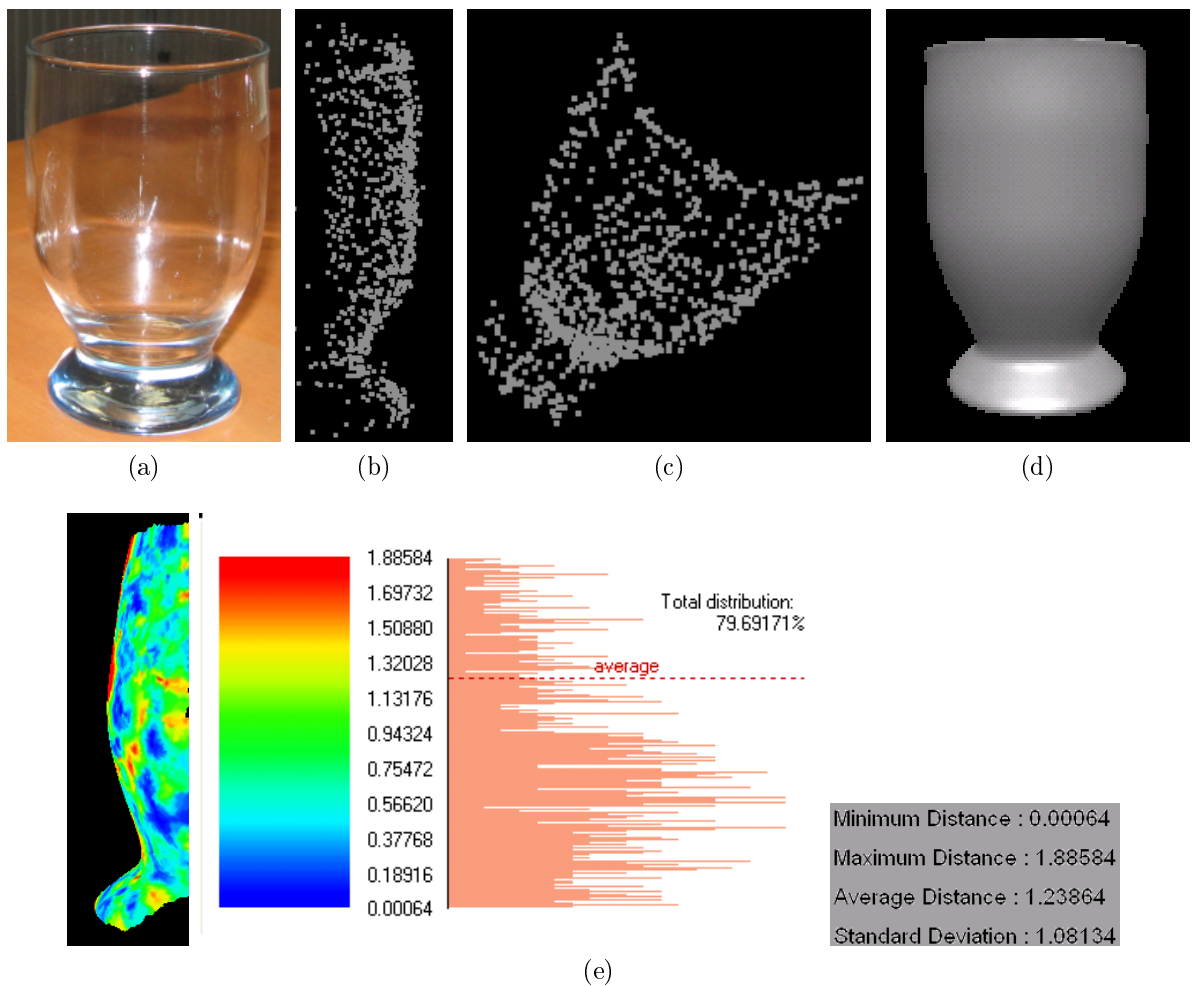 (a)
(b)
(c)
(d)
1.88584
1.69732
1.50880
1.32028
1.13176
0.94324
0.75472
0.56620
0.37768
0.18916
0.00064
Total distribution:
79.69171%
average
Minimum Distance : 0.00064
Maximum Distance : 1.88584
Average Distance : 1.23864
Standard Deviation : 1.08134
(e)